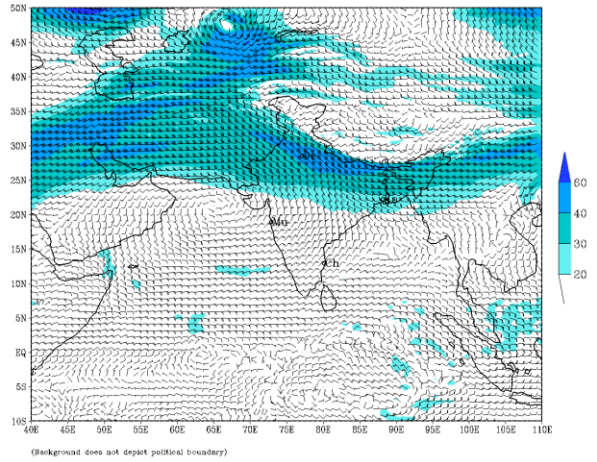 50N
45N
40N
35N
30N
25N
20N
15N
10N
5N
EQ
5S
10S
40E 45E 50E 55E 60E 65E 70E 75E 80E 85E 90E 95E 100E 105E 110E
Mu
Ch
60
40
30
20
(Background does not depict political boundary)